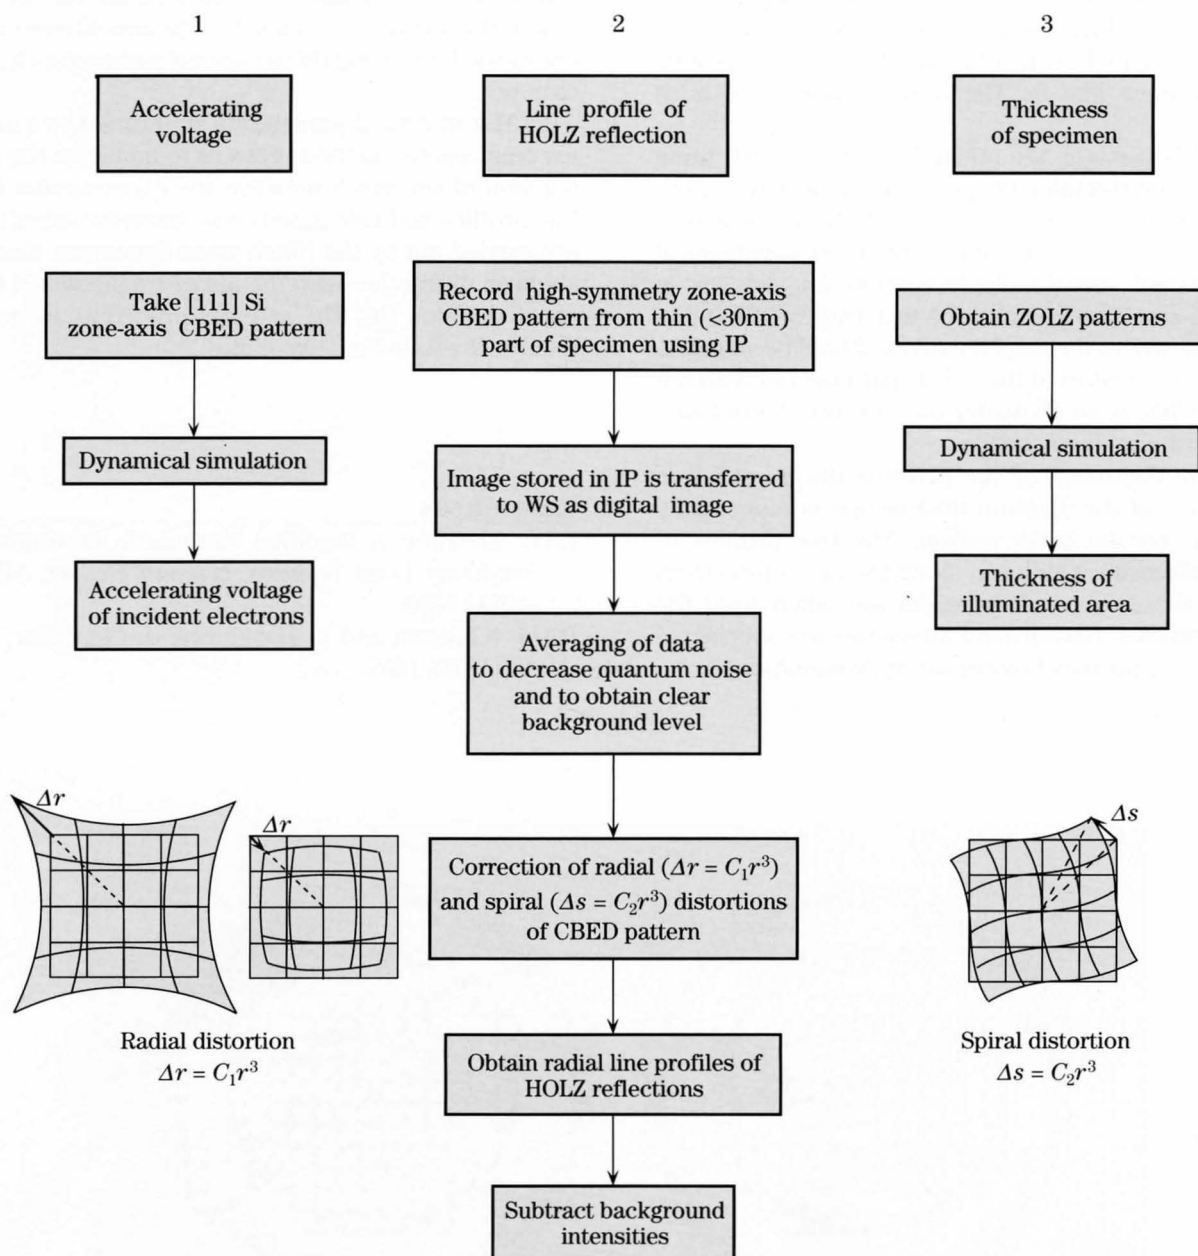 1
2
3
Accelerating
voltage
Line profile of
HOLZ reflection
Thickness
of specimen
Take [111] Si
zone-axis CBED pattern
Record high-symmetry zone-axis
CBED pattern from thin (<30nm)
part of specimen using IP
Obtain ZOLZ patterns
Dynamical simulation
Image stored in IP is transferred
to WS as digital image
Dynamical simulation
Accelerating voltage
of incident electrons
Averaging of data
to decrease quantum noise
and to obtain clear
background level
Thickness of
illuminated area
Δr
Δr
Correction of radial (Δr = C₁r³)
and spiral (Δs = C₂r³) distortions
of CBED pattern
Δs
Radial distortion
Δr = C₁r³
Spiral distortion
Δs = C₂r³
Obtain radial line profiles of
HOLZ reflections
Subtract background
intensities